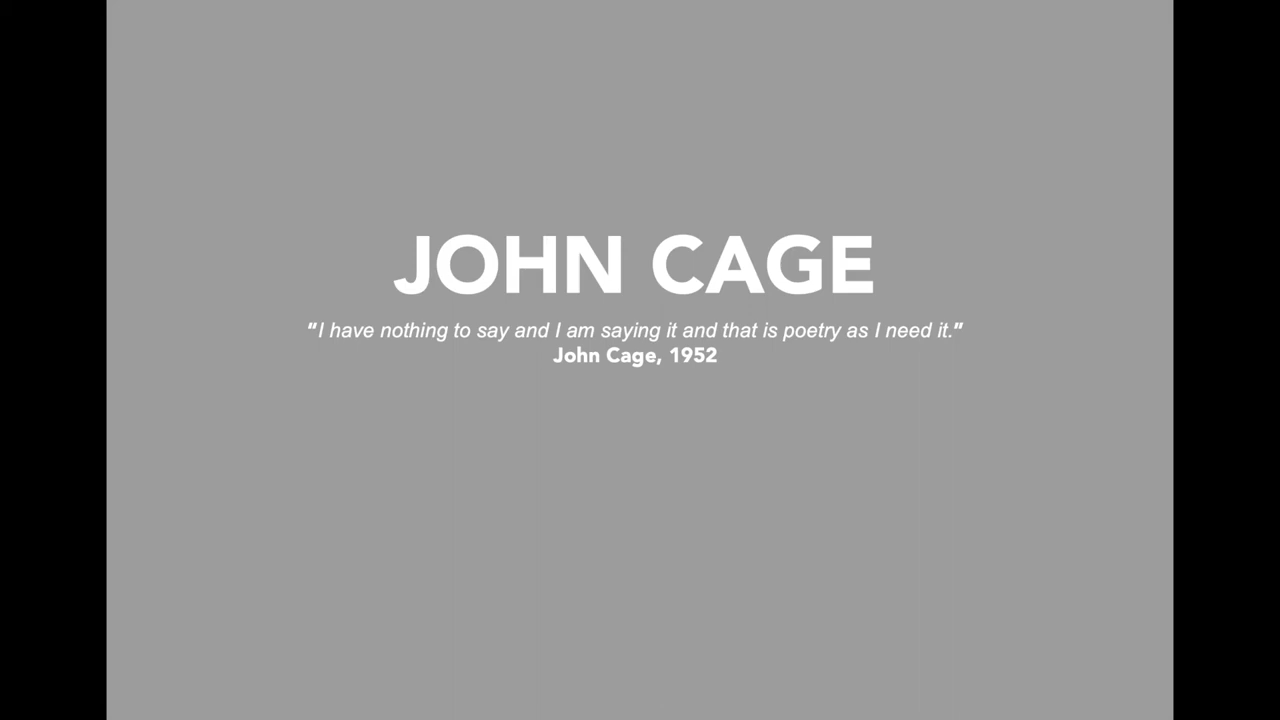 JOHN CAGE
"I have nothing to say and I am saying it and that is poetry as I need it."
John Cage, 1952